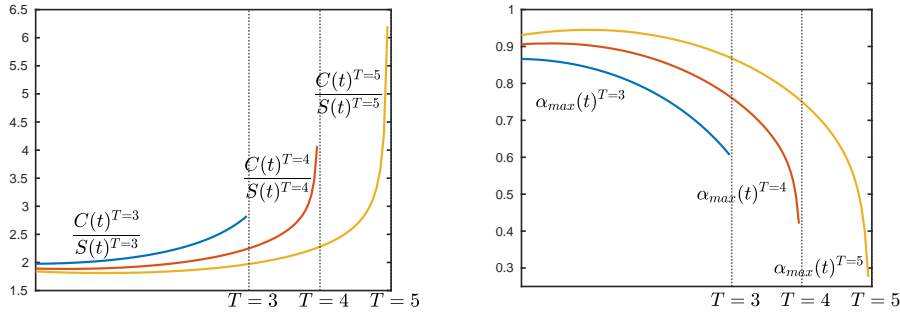 6.5
6
5.5
5
4.5
4
3.5
3
2.5
2
1.5
C(t)^{T=5}
S(t)^{T=5}
C(t)^{T=4}
S(t)^{T=4}
C(t)^{T=3}
S(t)^{T=3}
T = 3 T = 4 T = 5
1
0.9
0.8
0.7
0.6
0.5
0.4
0.3
α_{max}(t)^{T=3}
α_{max}(t)^{T=4}
α_{max}(t)^{T=5}
T = 3 T = 4 T = 5